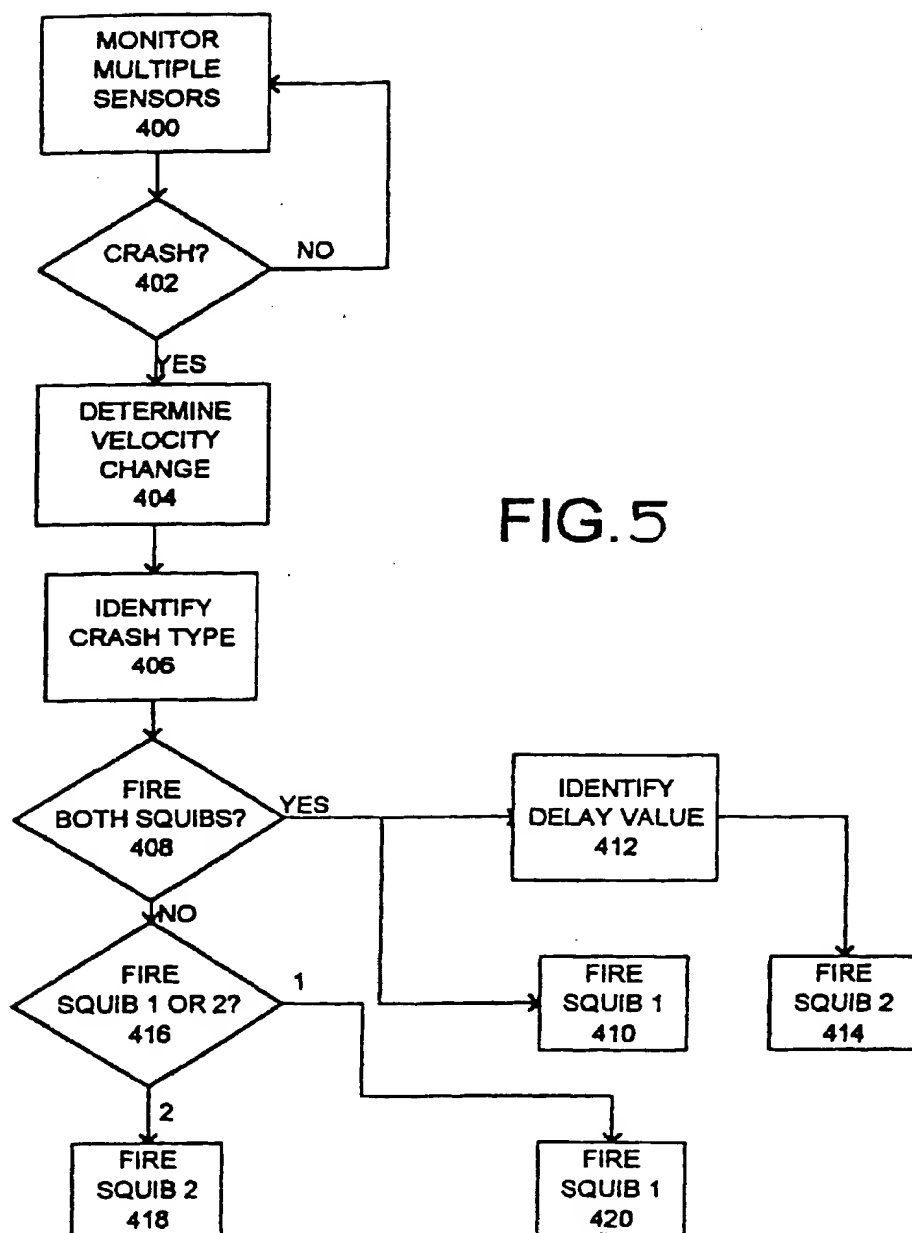 MONITOR
MULTIPLE
SENSORS
400
CRASH?
402
NO
YES
DETERMINE
VELOCITY
CHANGE
404
FIG.5
IDENTIFY
CRASH TYPE
406
FIRE
BOTH SQUIBS?
408
YES
IDENTIFY
DELAY VALUE
412
NO
FIRE
SQUIB 1 OR 2?
416
1
FIRE
SQUIB 1
410
FIRE
SQUIB 2
414
2
FIRE
SQUIB 2
418
FIRE
SQUIB 1
420